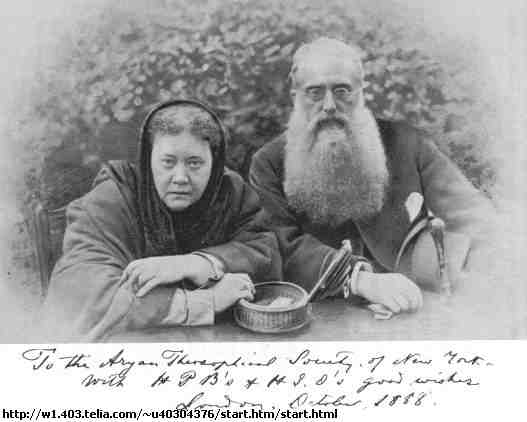 To the Aryan Theosophical Society of New York -
with H P B's & H. S. O's good wishes
London October, 1888.
http://w1.403.telia.com/~u40304376/start.htm/start.html